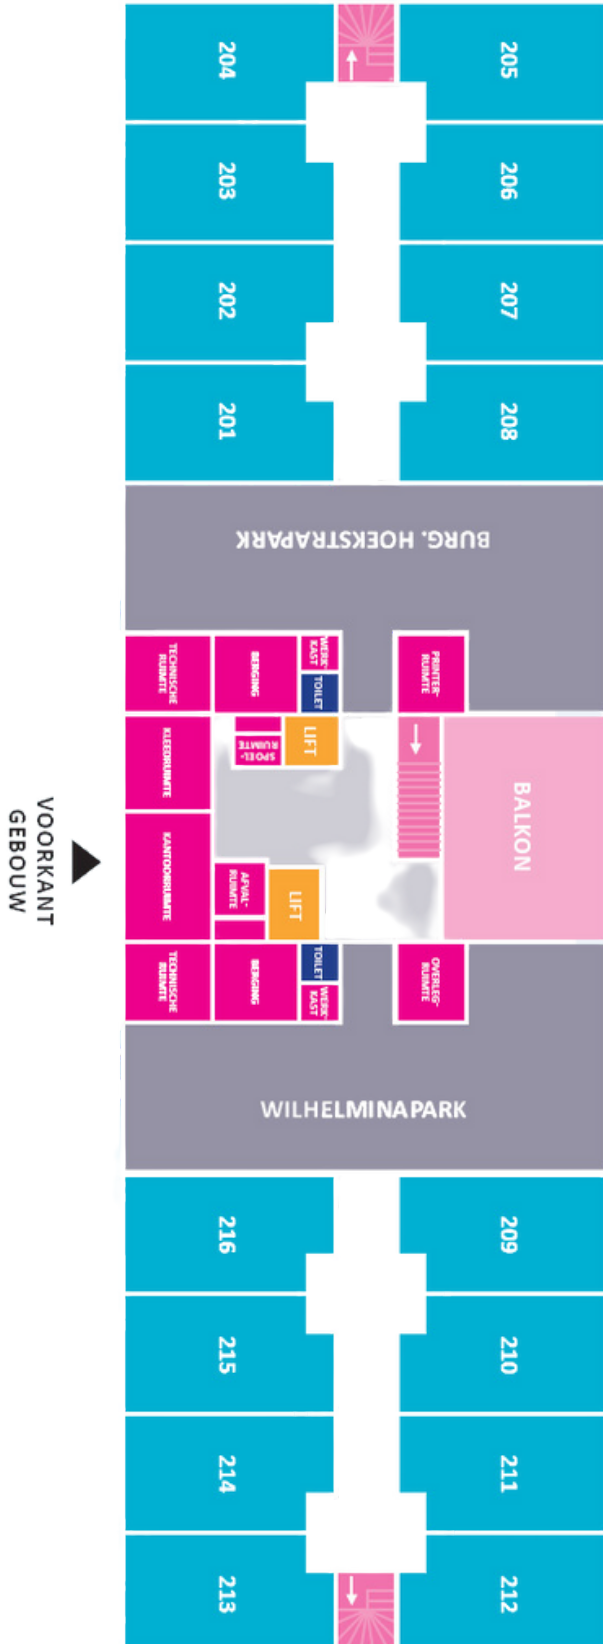 204
205
203
206
202
207
201
208
BURG. HOEKSTRAPARK
TECHNISCHE
RUIMTE
BERGING
WERK-
KAST
TOILET
PRINTER-
RUIMTE
KLEEDRUIMTE
SPOEL-
RUIMTE
LIFT
BALKON
VOORKANT
GEBOUW
KANTOORRUIMTE
AFVAL-
RUIMTE
LIFT
TECHNISCHE
RUIMTE
BERGING
TOILET
WERK-
KAST
OVERLEG-
RUIMTE
WILHELMINAPARK
216
209
215
210
214
211
213
212